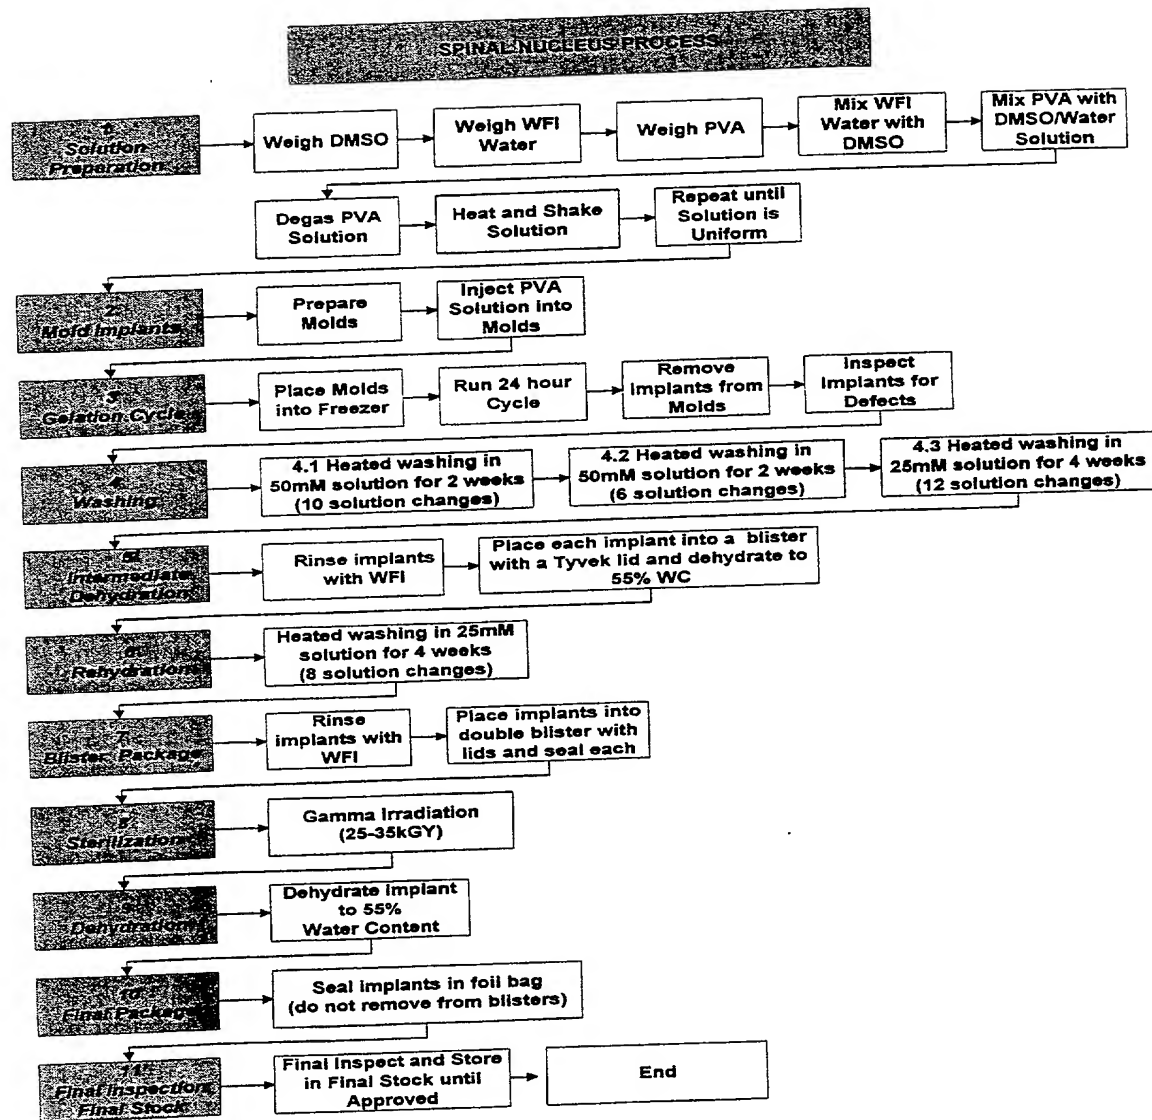 SPINAL NUCLEUS PROCESS
1
Solution
Preparation
Weigh DMSO
Weigh WFI
Water
Weigh PVA
Mix WFI
Water with
DMSO
Mix PVA with
DMSO/Water
Solution
Degas PVA
Solution
Heat and Shake
Solution
Repeat until
Solution is
Uniform
2
Mold Implants
Prepare
Molds
Inject PVA
Solution into
Molds
3
Gelation Cycle
Place Molds
into Freezer
Run 24 hour
Cycle
Remove
Implants from
Molds
Inspect
Implants for
Defects
4
Washing
4.1 Heated washing in
50mM solution for 2 weeks
(10 solution changes)
4.2 Heated washing in
50mM solution for 2 weeks
(6 solution changes)
4.3 Heated washing in
25mM solution for 4 weeks
(12 solution changes)
5
Intermediate
Dehydration
Rinse implants
with WFI
Place each implant into a blister
with a Tyvek lid and dehydrate to
55% WC
6
Rehydration
Heated washing in 25mM
solution for 4 weeks
(8 solution changes)
7
Blister Package
Rinse
implants with
WFI
Place implants into
double blister with
lids and seal each
8
Sterilization
Gamma Irradiation
(25-35kGY)
9
Dehydration
Dehydrate implant
to 55%
Water Content
10
Final Package
Seal implants in foil bag
(do not remove from blisters)
11
Final Inspection
Final Stock
Final Inspect and Store
in Final Stock until
Approved
End